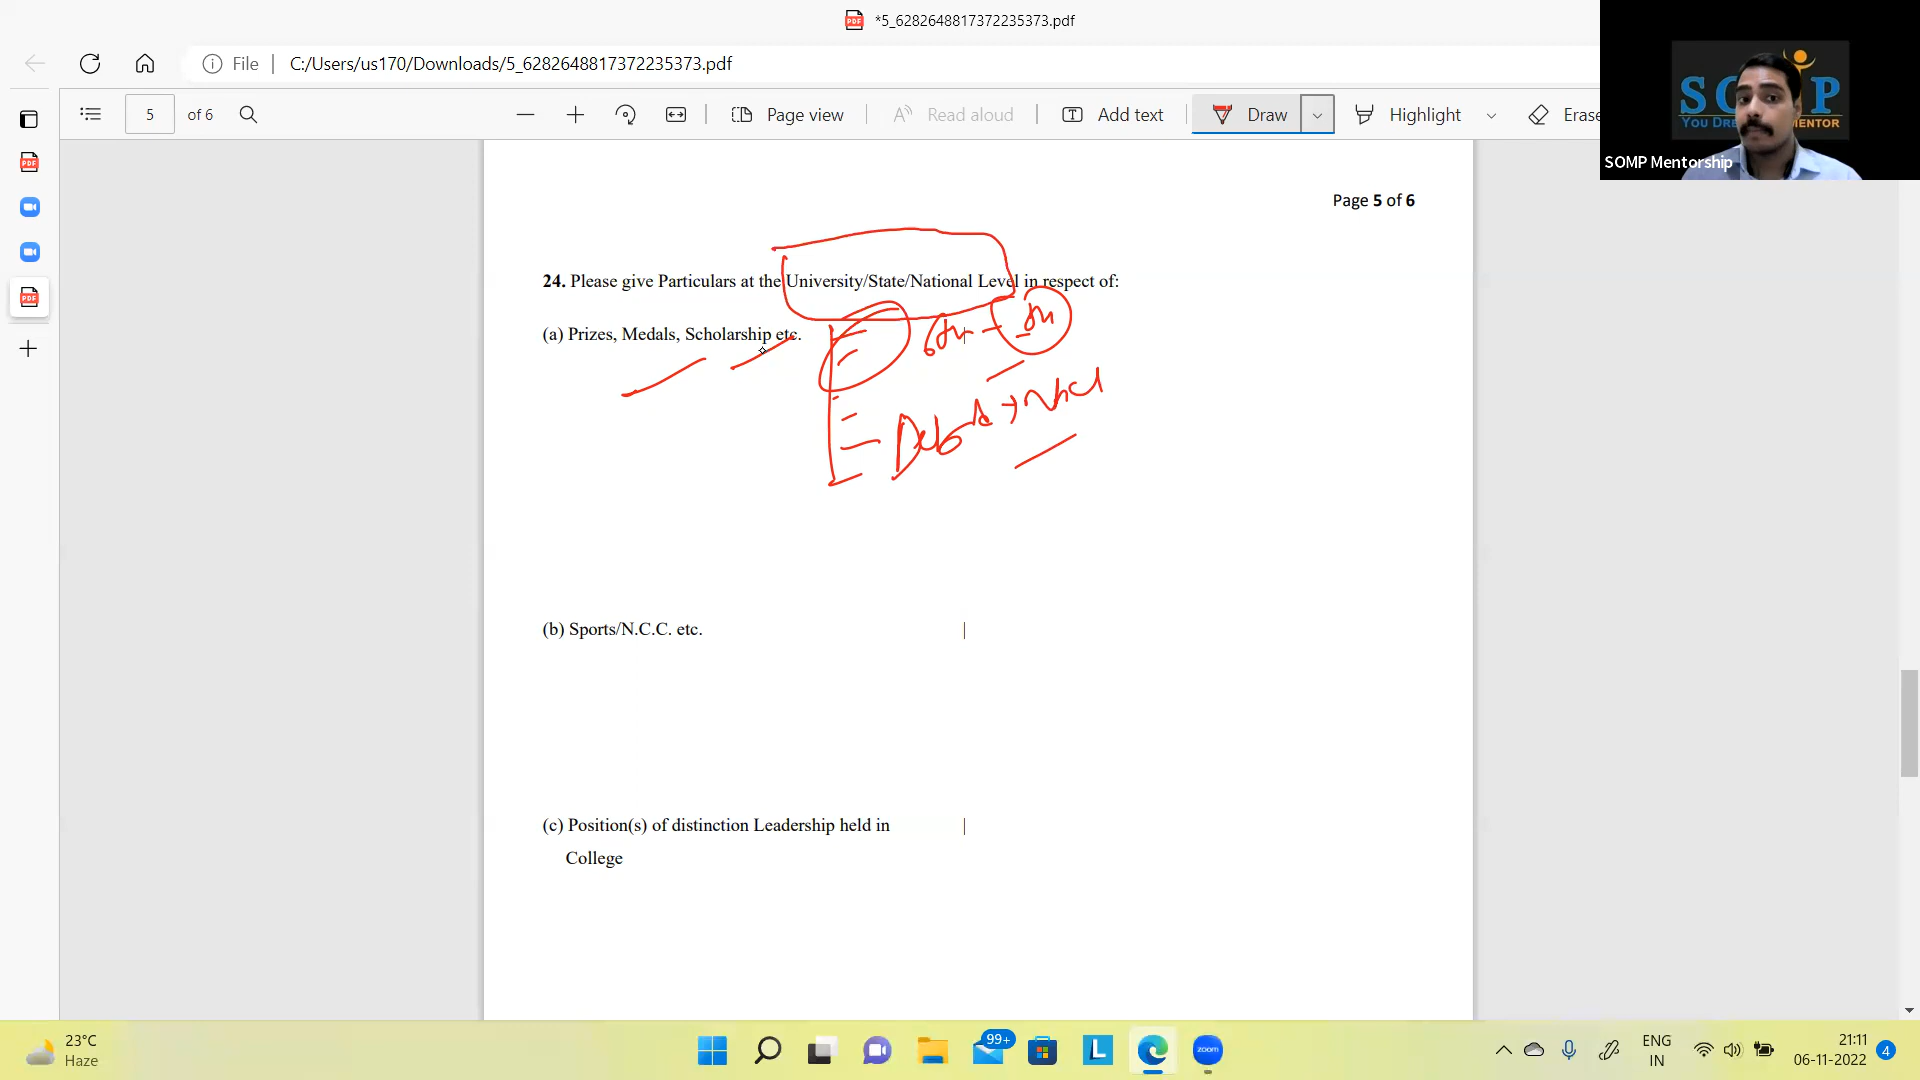 *5_6282648817372235373.pdf
File
C:/Users/us170/Downloads/5_6282648817372235373.pdf
5 of 6
Page view
Read aloud
Add text
Draw
Highlight
Erase
SOMP Mentorship
Page 5 of 6
24. Please give Particulars at the University/State/National Level in respect of:
(a) Prizes, Medals, Scholarship etc.
(b) Sports/N.C.C. etc.
(c) Position(s) of distinction Leadership held in
College
23°C
Haze
99+
zoom
ENG
IN
21:11
06-11-2022
4